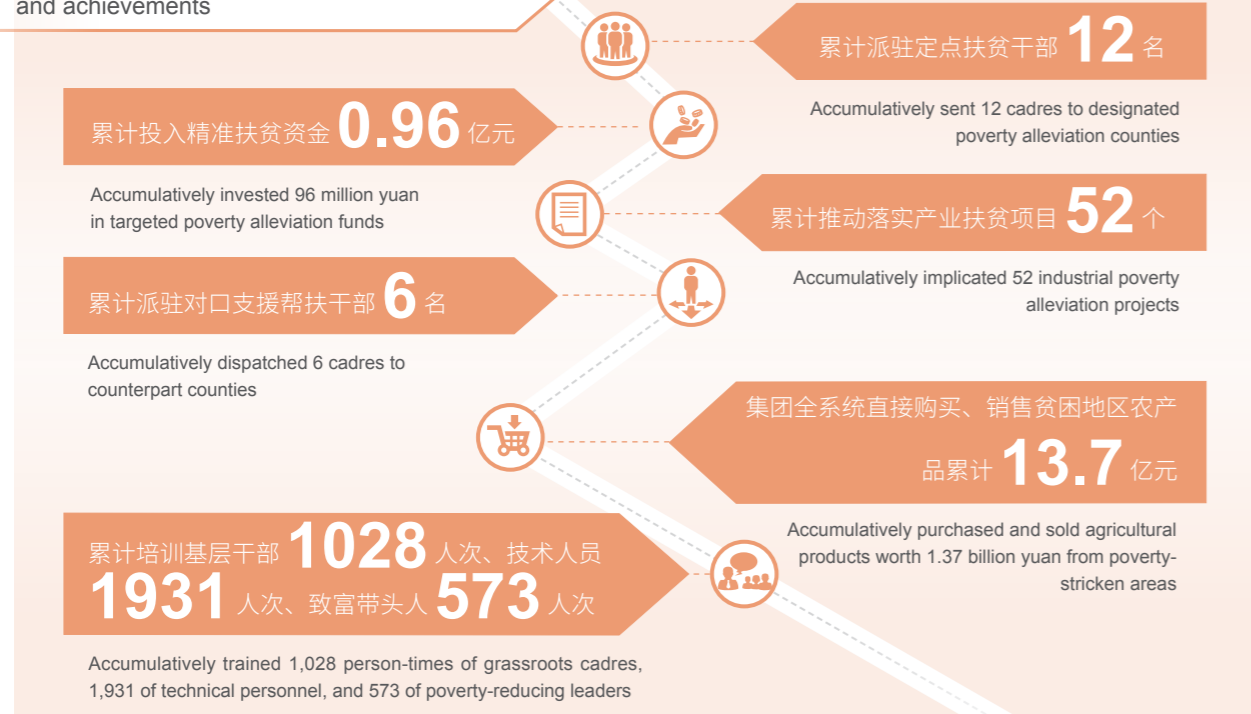 and achievements
累计派驻定点扶贫干部 12 名
Accumulatively sent 12 cadres to designated
poverty alleviation counties
累计投入精准扶贫资金 0.96 亿元
Accumulatively invested 96 million yuan
in targeted poverty alleviation funds
累计推动落实产业扶贫项目 52 个
Accumulatively implicated 52 industrial poverty
alleviation projects
累计派驻对口支援帮扶干部 6 名
Accumulatively dispatched 6 cadres to
counterpart counties
集团全系统直接购买、销售贫困地区农产
品累计 13.7 亿元
Accumulatively purchased and sold agricultural
products worth 1.37 billion yuan from poverty-
stricken areas
累计培训基层干部 1028 人次、技术人员
1931 人次、致富带头人 573 人次
Accumulatively trained 1,028 person-times of grassroots cadres,
1,931 of technical personnel, and 573 of poverty-reducing leaders